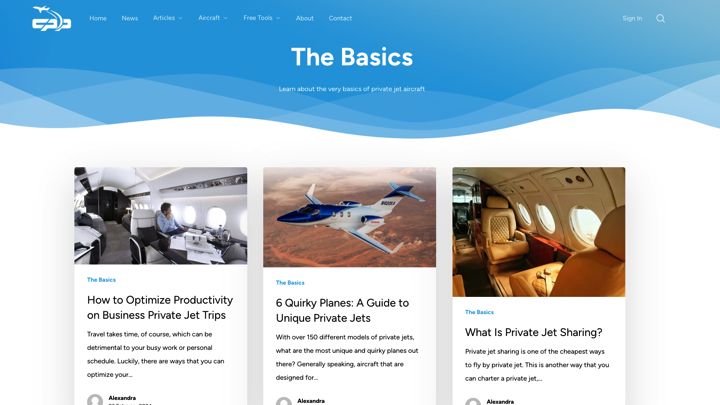 Home News Articles Aircraft Free Tools About Contact Sign In
The Basics
Learn about the very basics of private jet aircraft
The Basics
How to Optimize Productivity
on Business Private Jet Trips
Travel takes time, of course, which can be
detrimental to your busy work or personal
schedule. Luckily, there are ways that you can
optimize your...
Alexandra
The Basics
6 Quirky Planes: A Guide to
Unique Private Jets
With over 150 different models of private jets,
what are the most unique and quirky planes out
there? Generally speaking, aircraft that are
designed for...
Alexandra
The Basics
What Is Private Jet Sharing?
Private jet sharing is one of the cheapest ways
to fly by private jet. This is another way that you
can charter a private jet,...
Alexandra